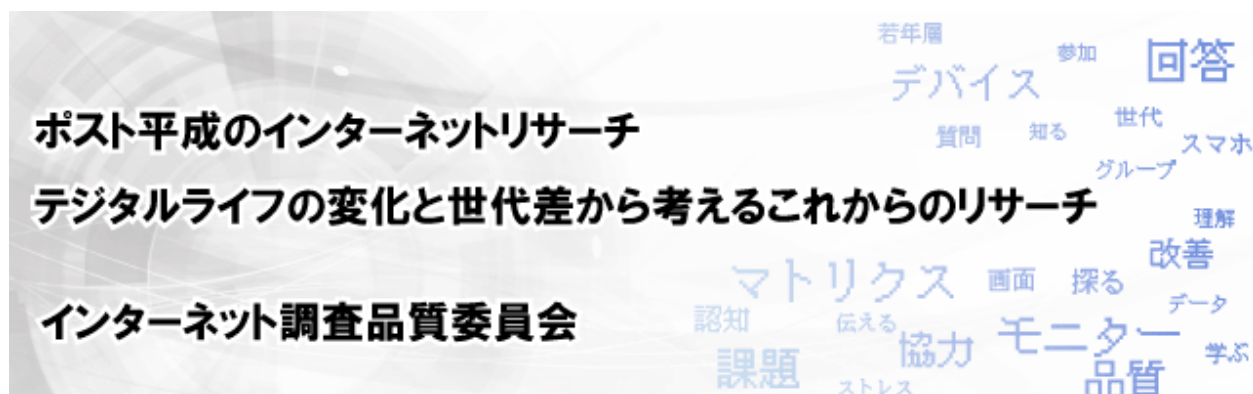 若年層
参加
回答
デバイス
ポスト平成のインターネットリサーチ
質問
知る
世代
スマホ
グループ
テジタルライフの変化と世代差から考えるこれからのリサーチ
理解
改善
マトリクス
画面
探る
データ
インターネット調査品質委員会
認知
伝える
協力
モニター
学ぶ
課題
ストレス
品質